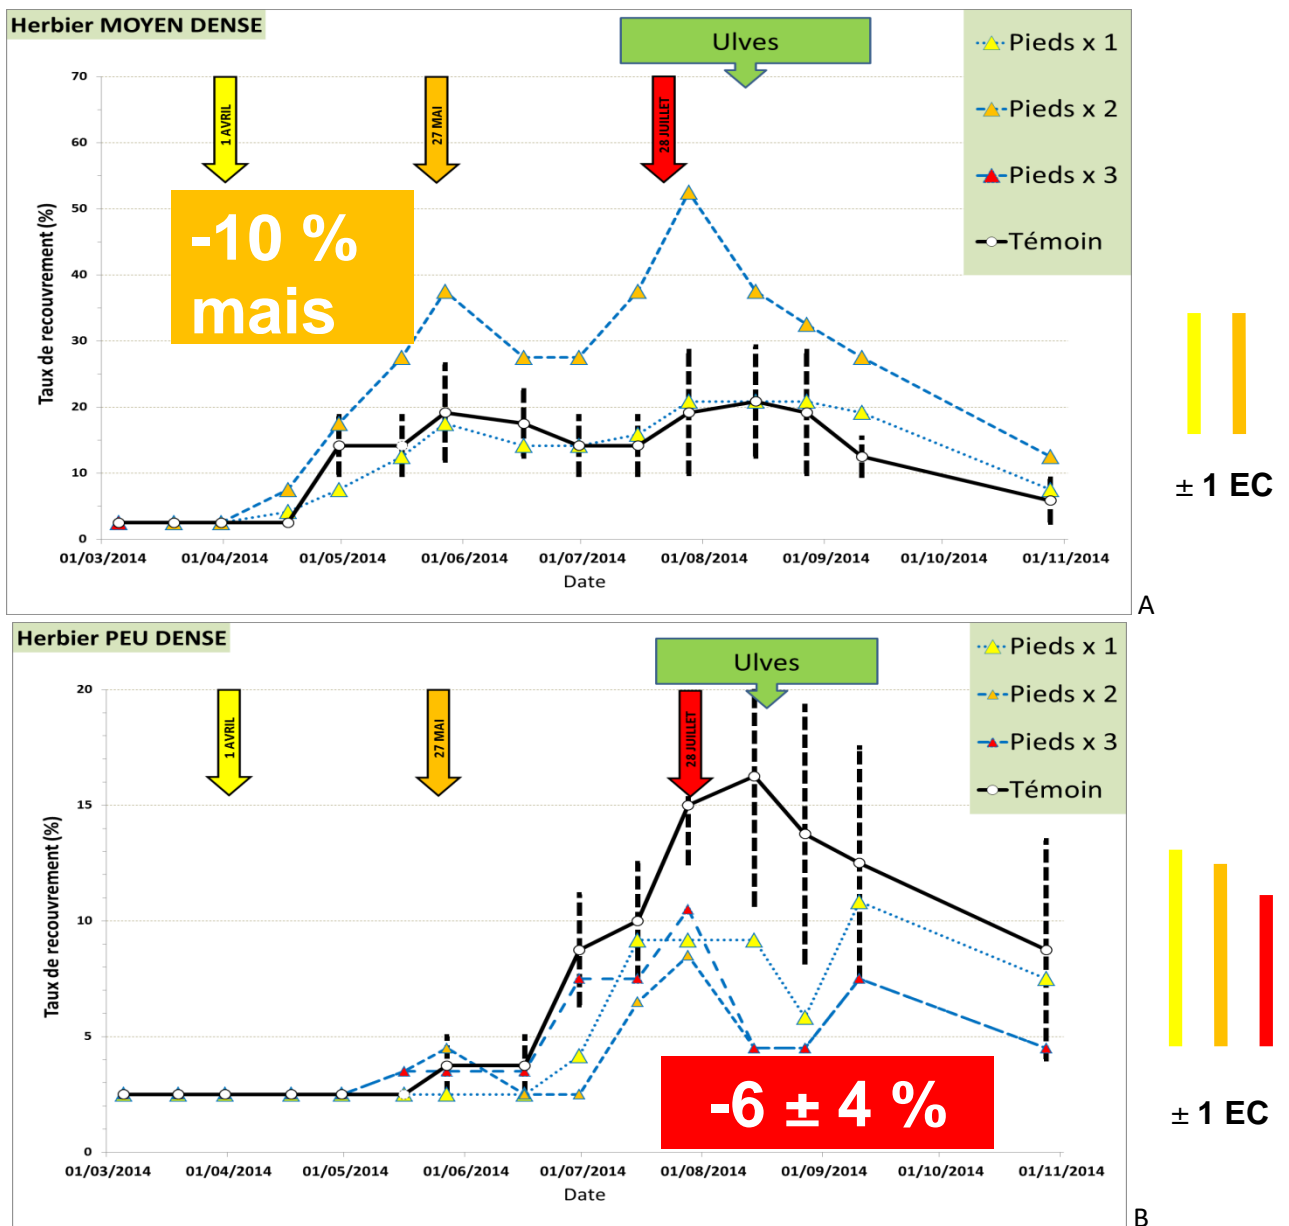 Herbier MOYEN DENSE
Ulves
Pieds x 1
Pieds x 2
Pieds x 3
Témoin
1 AVRIL
27 MAI
28 JUILLET
-10 %
mais
Taux de recouvrement (%)
70
60
50
40
30
20
10
0
01/03/2014 01/04/2014 01/05/2014 01/06/2014 01/07/2014 01/08/2014 01/09/2014 01/10/2014 01/11/2014
Date
± 1 EC
A
Herbier PEU DENSE
Ulves
Pieds x 1
Pieds x 2
Pieds x 3
Témoin
1 AVRIL
27 MAI
28 JUILLET
Taux de recouvrement (%)
20
15
10
5
0
-6 ± 4 %
01/03/2014 01/04/2014 01/05/2014 01/06/2014 01/07/2014 01/08/2014 01/09/2014 01/10/2014 01/11/2014
Date
± 1 EC
B